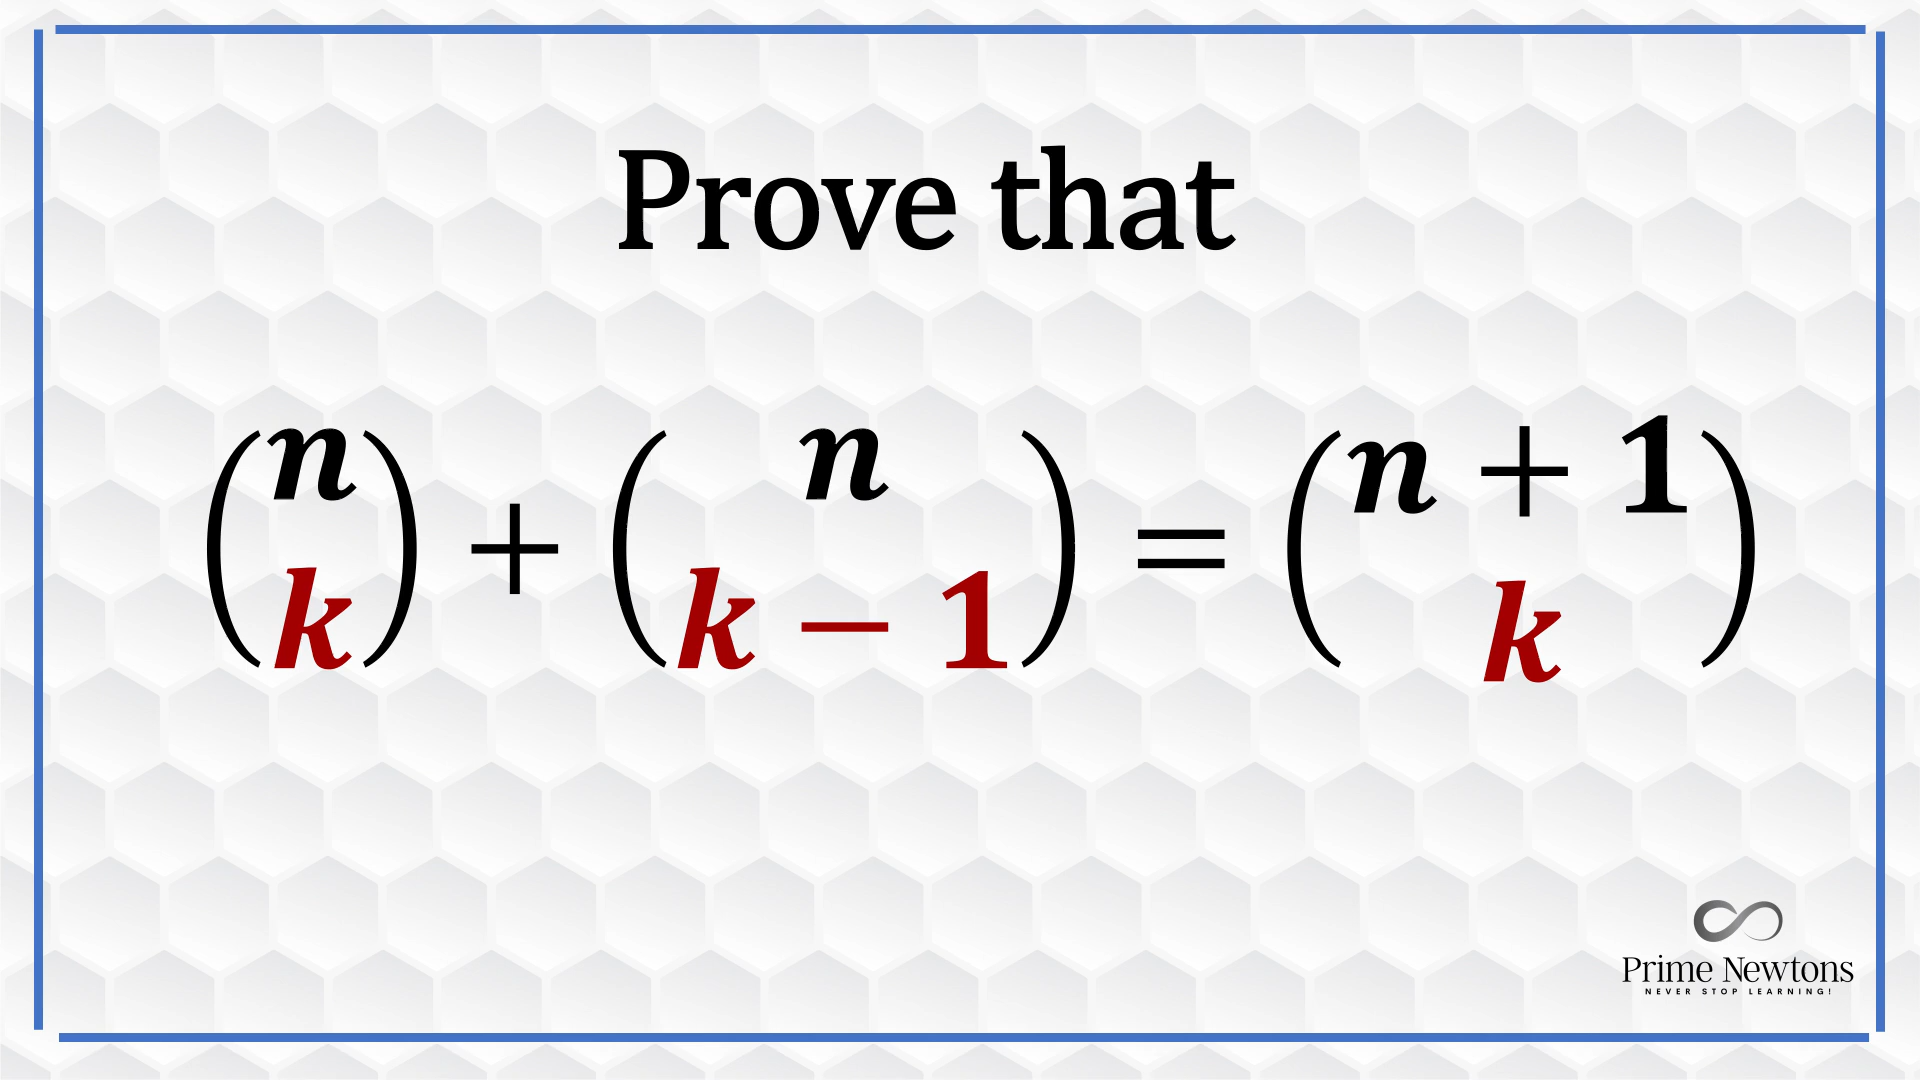 Prove that
(n k) + (n k − 1) = (n + 1 k)
Prime Newtons
NEVER STOP LEARNING!